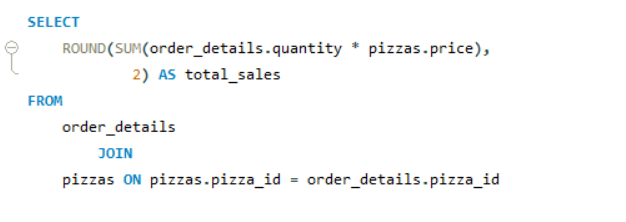 SELECT
ROUND(SUM(order_details.quantity * pizzas.price),
2) AS total_sales
FROM
order_details
JOIN
pizzas ON pizzas.pizza_id = order_details.pizza_id